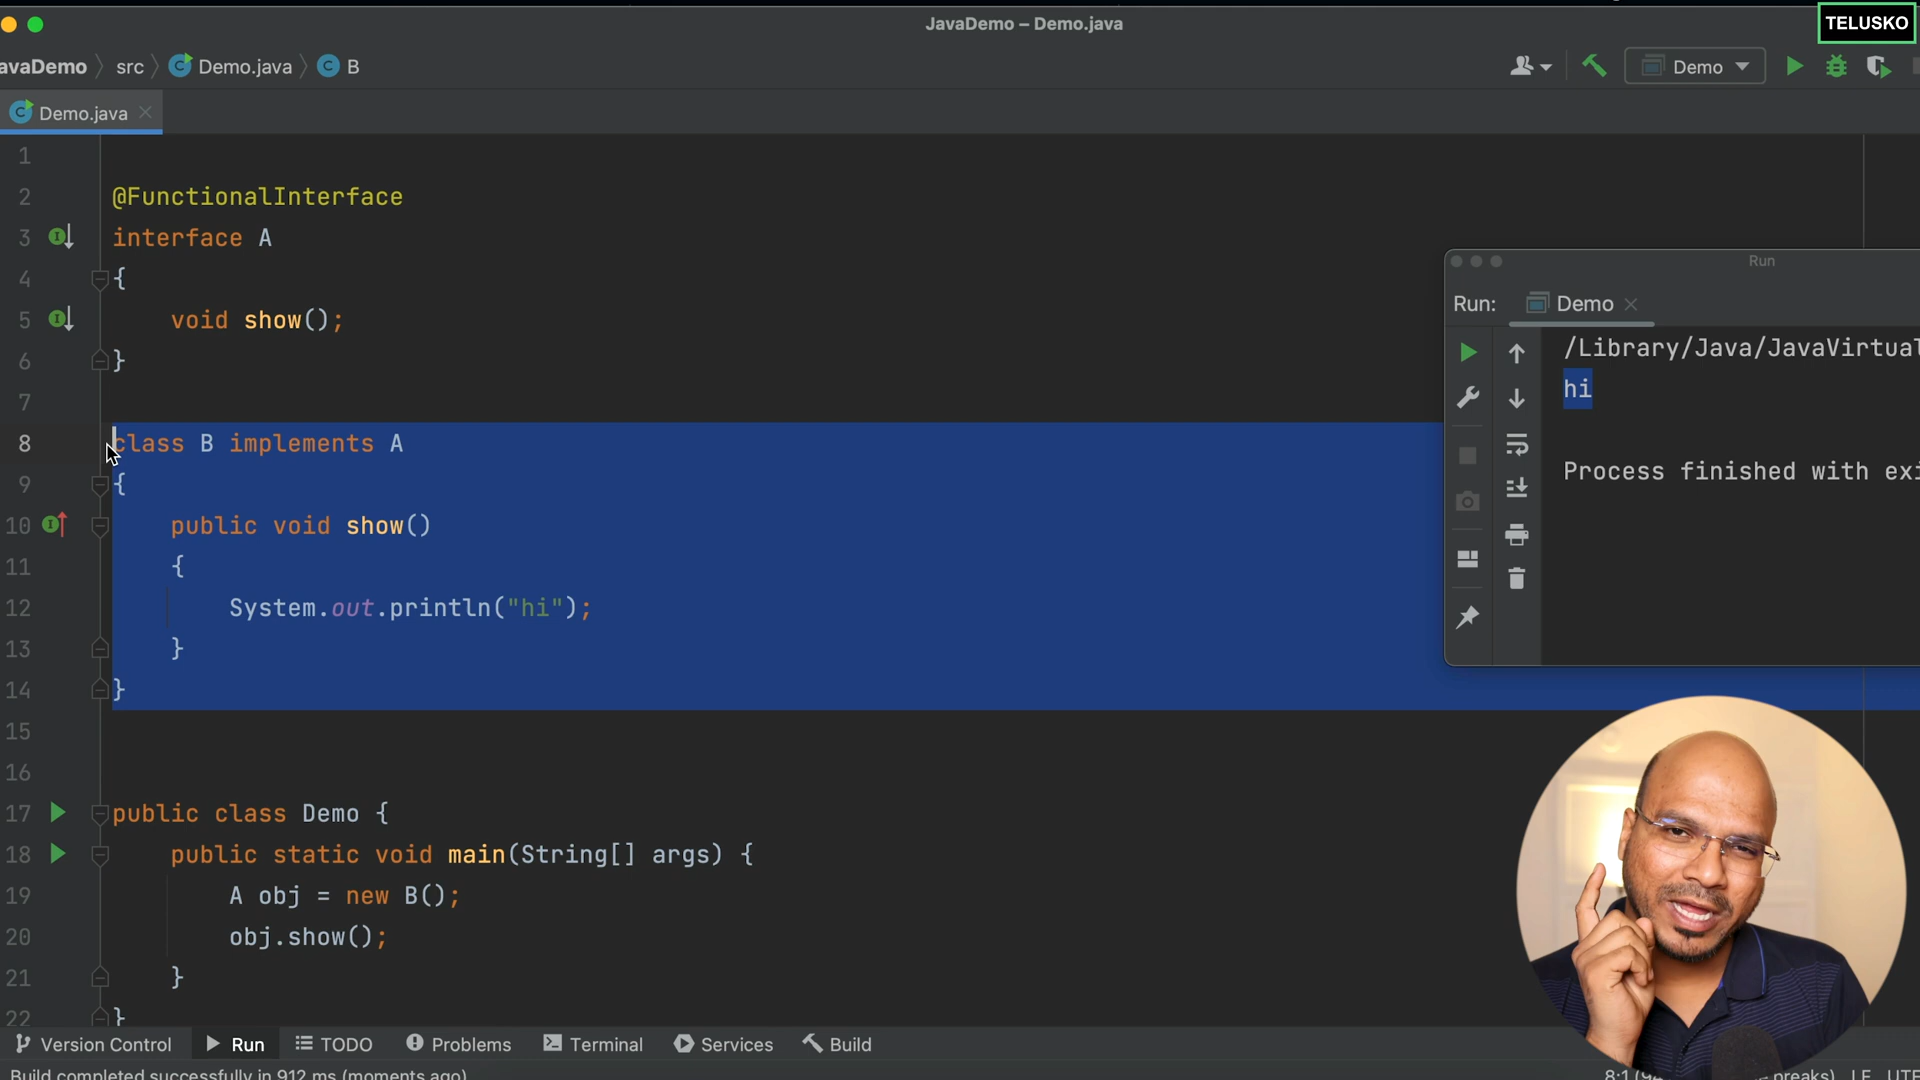 JavaDemo – Demo.java
TELUSKO
avaDemo
src
Demo.java
B
Demo
Demo.java
1
2 @FunctionalInterface
3 interface A
4 {
5 void show();
6 }
7
8 class B implements A
9 {
10 public void show()
11 {
12 System.out.println("hi");
13 }
14 }
15
16
17 public class Demo {
18 public static void main(String[] args) {
19 A obj = new B();
20 obj.show();
21 }
22 }
Run
Run: Demo
/Library/Java/JavaVirtual
hi
Process finished with exi
Version Control Run TODO Problems Terminal Services Build
Build completed successfully in 912 ms (moments ago)